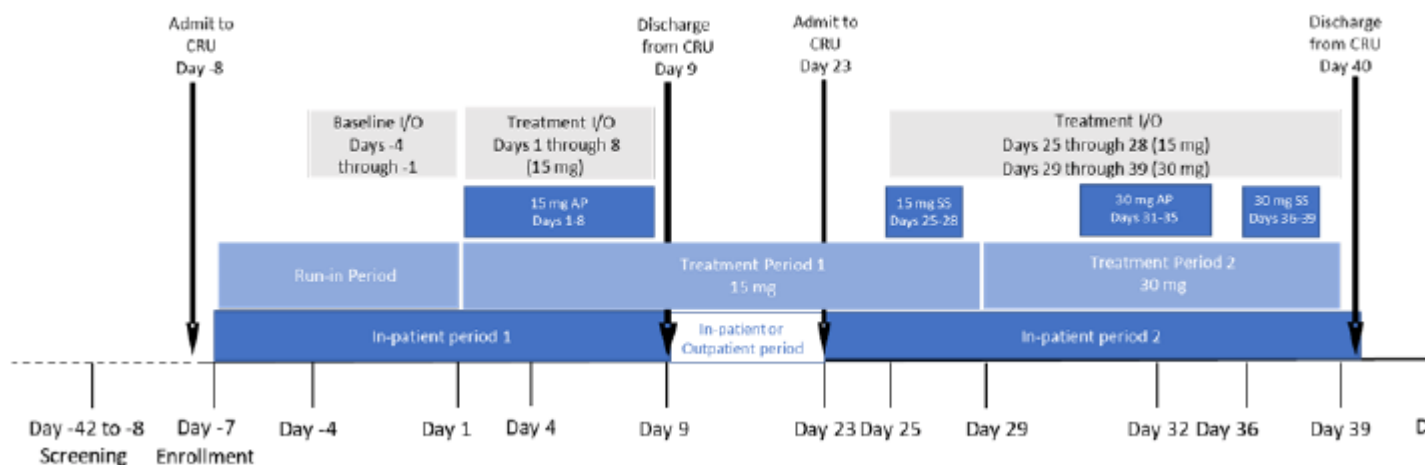 Admit to
CRU
Day -8
Discharge
from CRU
Day 9
Admit to
CRU
Day 23
Discharge
from CRU
Day 40
Baseline I/O
Days -4
through -1
Treatment I/O
Days 1 through 8
(15 mg)
Treatment I/O
Days 25 through 28 (15 mg)
Days 29 through 39 (30 mg)
15 mg AP
Days 1-8
15 mg SS
Days 25-28
30 mg AP
Days 31-35
30 mg SS
Days 36-39
Run-in Period
Treatment Period 1
15 mg
Treatment Period 2
30 mg
In-patient period 1
In-patient or
Outpatient period
In-patient period 2
Day -42 to -8
Screening
Day -7
Enrollment
Day -4
Day 1
Day 4
Day 9
Day 23
Day 25
Day 29
Day 32
Day 36
Day 39
D